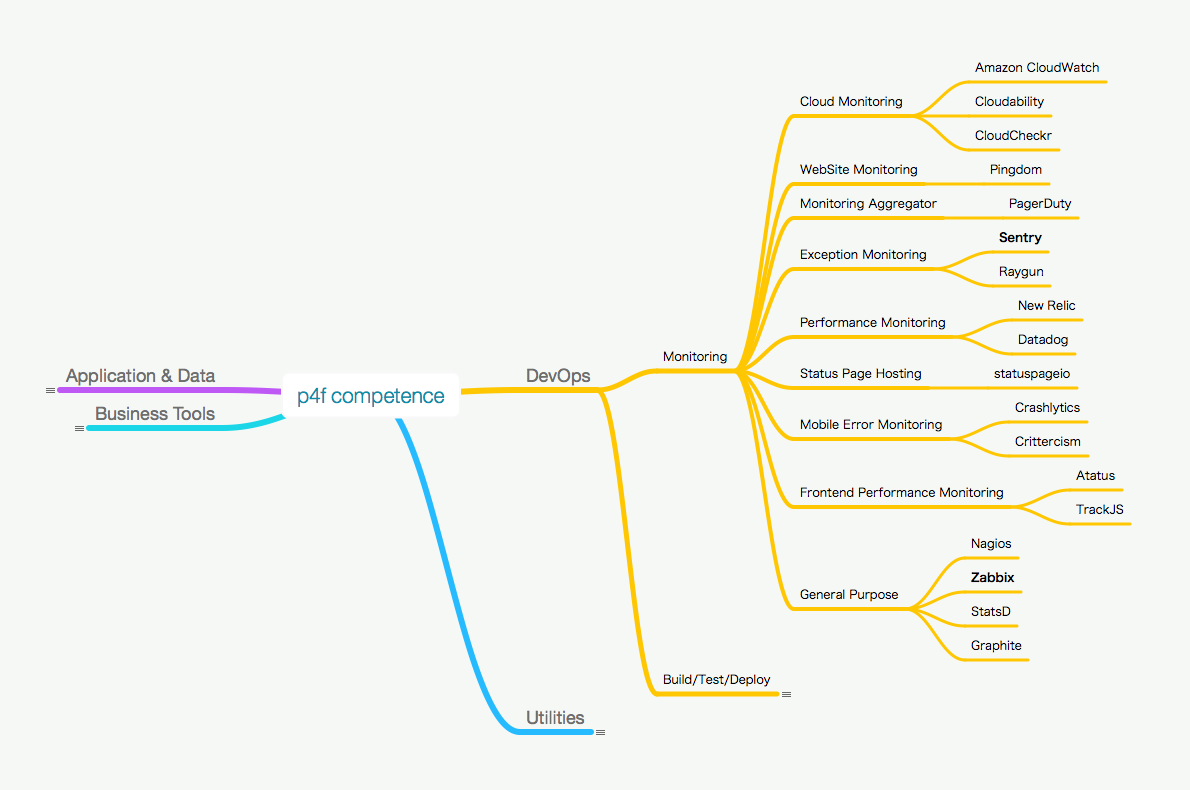 Amazon CloudWatch
Cloud Monitoring
Cloudability
CloudCheckr
WebSite Monitoring
Pingdom
Monitoring Aggregator
PagerDuty
Sentry
Exception Monitoring
Raygun
New Relic
Performance Monitoring
Datadog
Monitoring
Status Page Hosting
statuspageio
Application & Data
p4f competence
DevOps
Crashlytics
Business Tools
Mobile Error Monitoring
Crittercism
Atatus
Frontend Performance Monitoring
TrackJS
Nagios
Zabbix
General Purpose
StatsD
Graphite
Build/Test/Deploy
Utilities